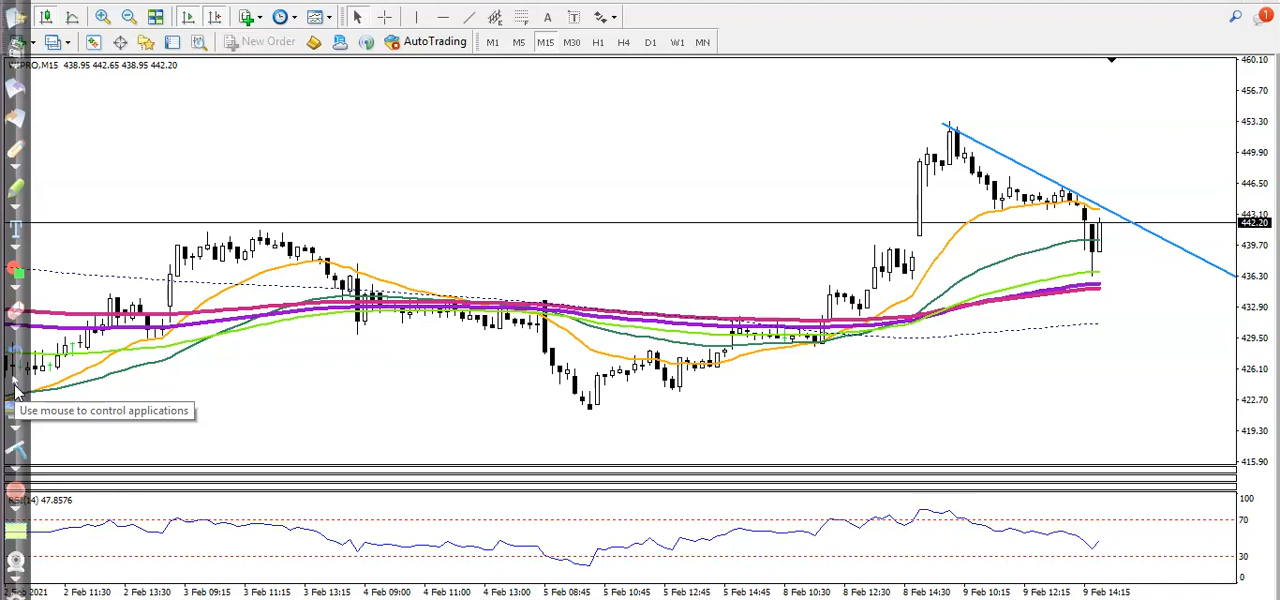 New Order
AutoTrading
M1 M5 M15 M30 H1 H4 D1 W1 MN
1
PRO,M15 438.95 442.65 438.95 442.20
460.10
456.70
453.30
449.90
446.50
443.10
442.20
439.70
436.30
433.90
429.50
426.10
422.70
419.30
415.90
Use mouse to control applications
RSI(14) 47.8576
100
70
30
0
2 Feb 2021 2 Feb 11:30 2 Feb 13:30 3 Feb 09:15 3 Feb 11:15 3 Feb 13:15 4 Feb 09:00 4 Feb 11:00 4 Feb 13:00 5 Feb 08:45 5 Feb 10:45 5 Feb 12:45 5 Feb 14:45 8 Feb 10:30 8 Feb 12:30 8 Feb 14:30 9 Feb 10:15 9 Feb 12:15 9 Feb 14:15